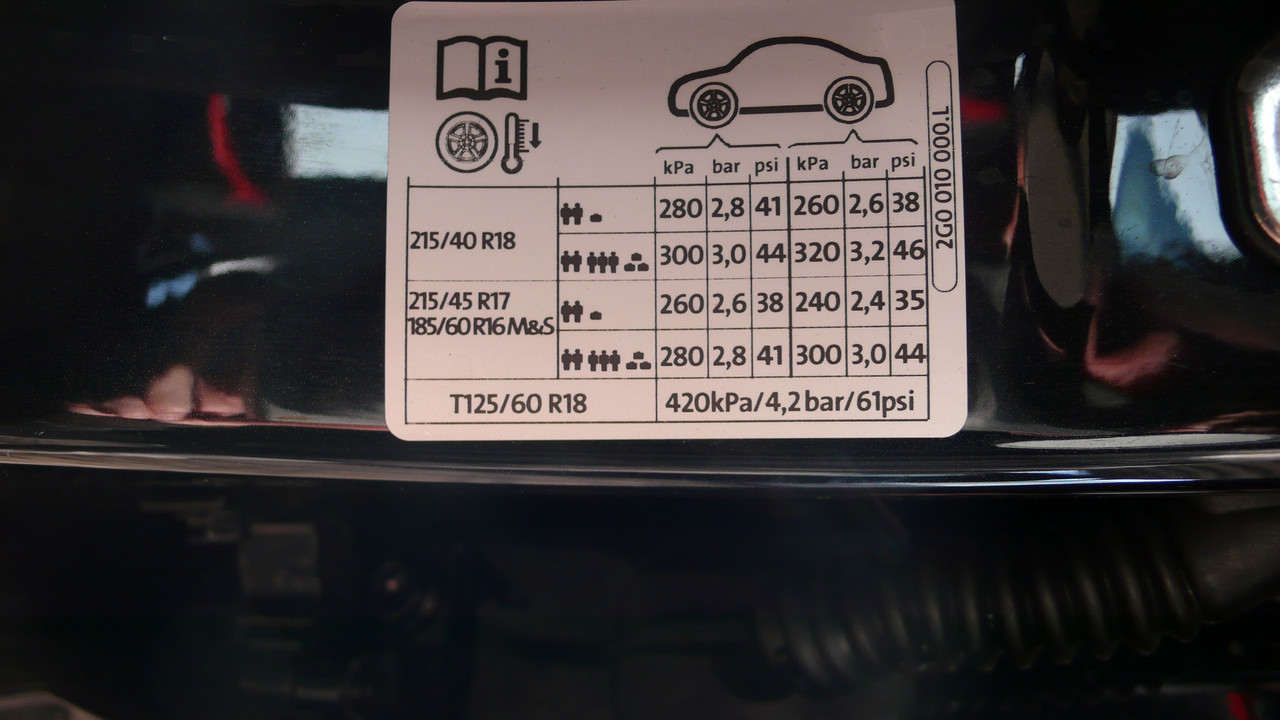 i
kPa bar psi kPa bar psi
215/40 R18
280 2,8 41 260 2,6 38
300 3,0 44 320 3,2 46
215/45 R17
185/60 R16 M&S
260 2,6 38 240 2,4 35
280 2,8 41 300 3,0 44
T125/60 R18 420kPa/4,2bar/61psi
2G0 010 000.L